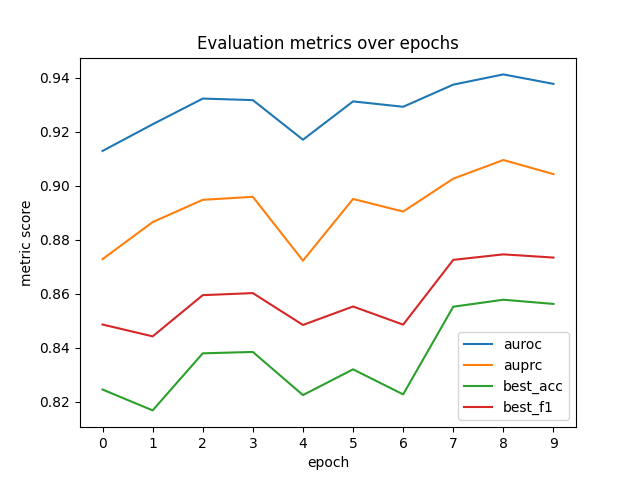 Evaluation metrics over epochs
metric score
0.94
0.92
0.90
0.88
0.86
0.84
0.82
0 1 2 3 4 5 6 7 8 9
epoch
auroc
auprc
best_acc
best_f1